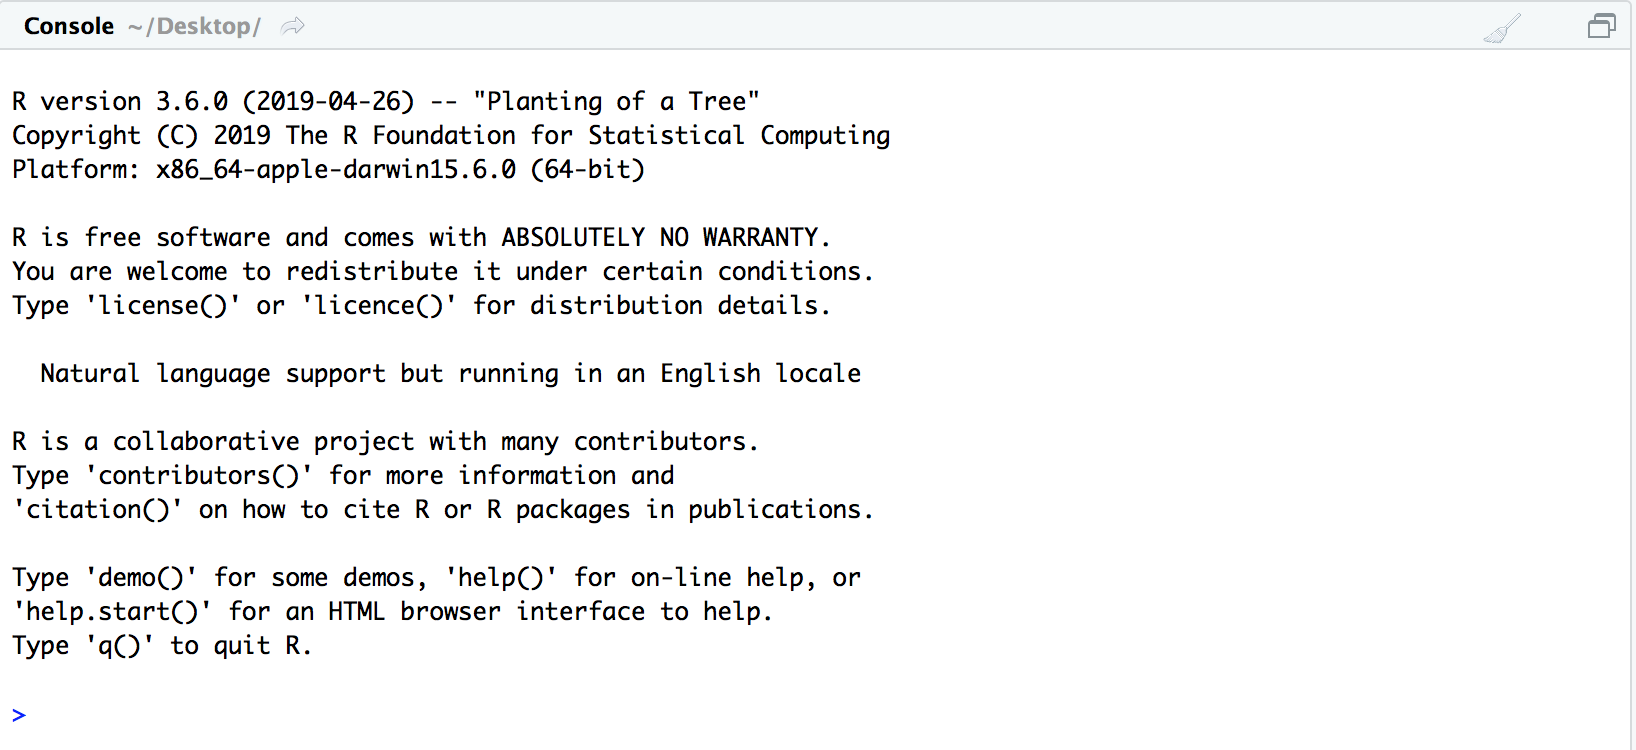 Console ~/Desktop/
R version 3.6.0 (2019-04-26) -- "Planting of a Tree"
Copyright (C) 2019 The R Foundation for Statistical Computing
Platform: x86_64-apple-darwin15.6.0 (64-bit)
R is free software and comes with ABSOLUTELY NO WARRANTY.
You are welcome to redistribute it under certain conditions.
Type 'license()' or 'licence()' for distribution details.
Natural language support but running in an English locale
R is a collaborative project with many contributors.
Type 'contributors()' for more information and
'citation()' on how to cite R or R packages in publications.
Type 'demo()' for some demos, 'help()' for on-line help, or
'help.start()' for an HTML browser interface to help.
Type 'q()' to quit R.
>